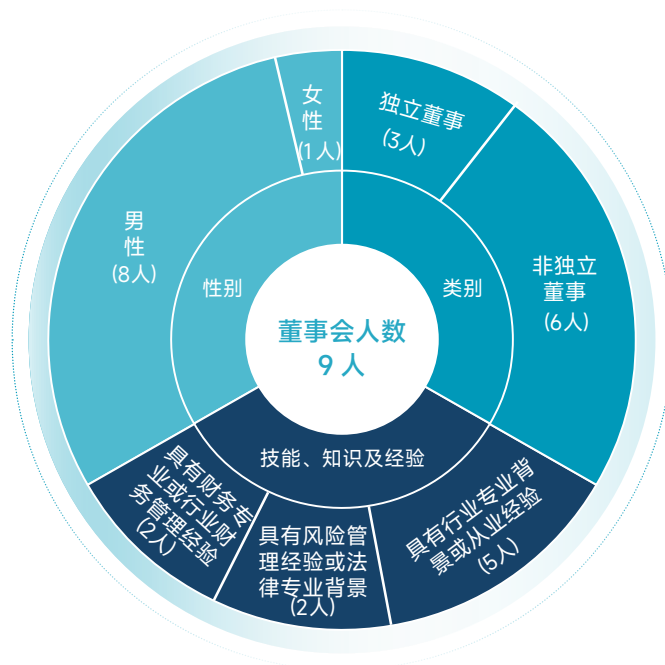 董事会人数
9 人
类别
独立董事
(3人)
非独立
董事
(6人)
技能、知识及经验
具有行业专业背
景或从业经验
(5人)
具有风险管
理经验或法
律专业背景
(2人)
具有财务专
业或行业财
务管理经验
(2人)
性别
男
性
(8人)
女
性
(1人)